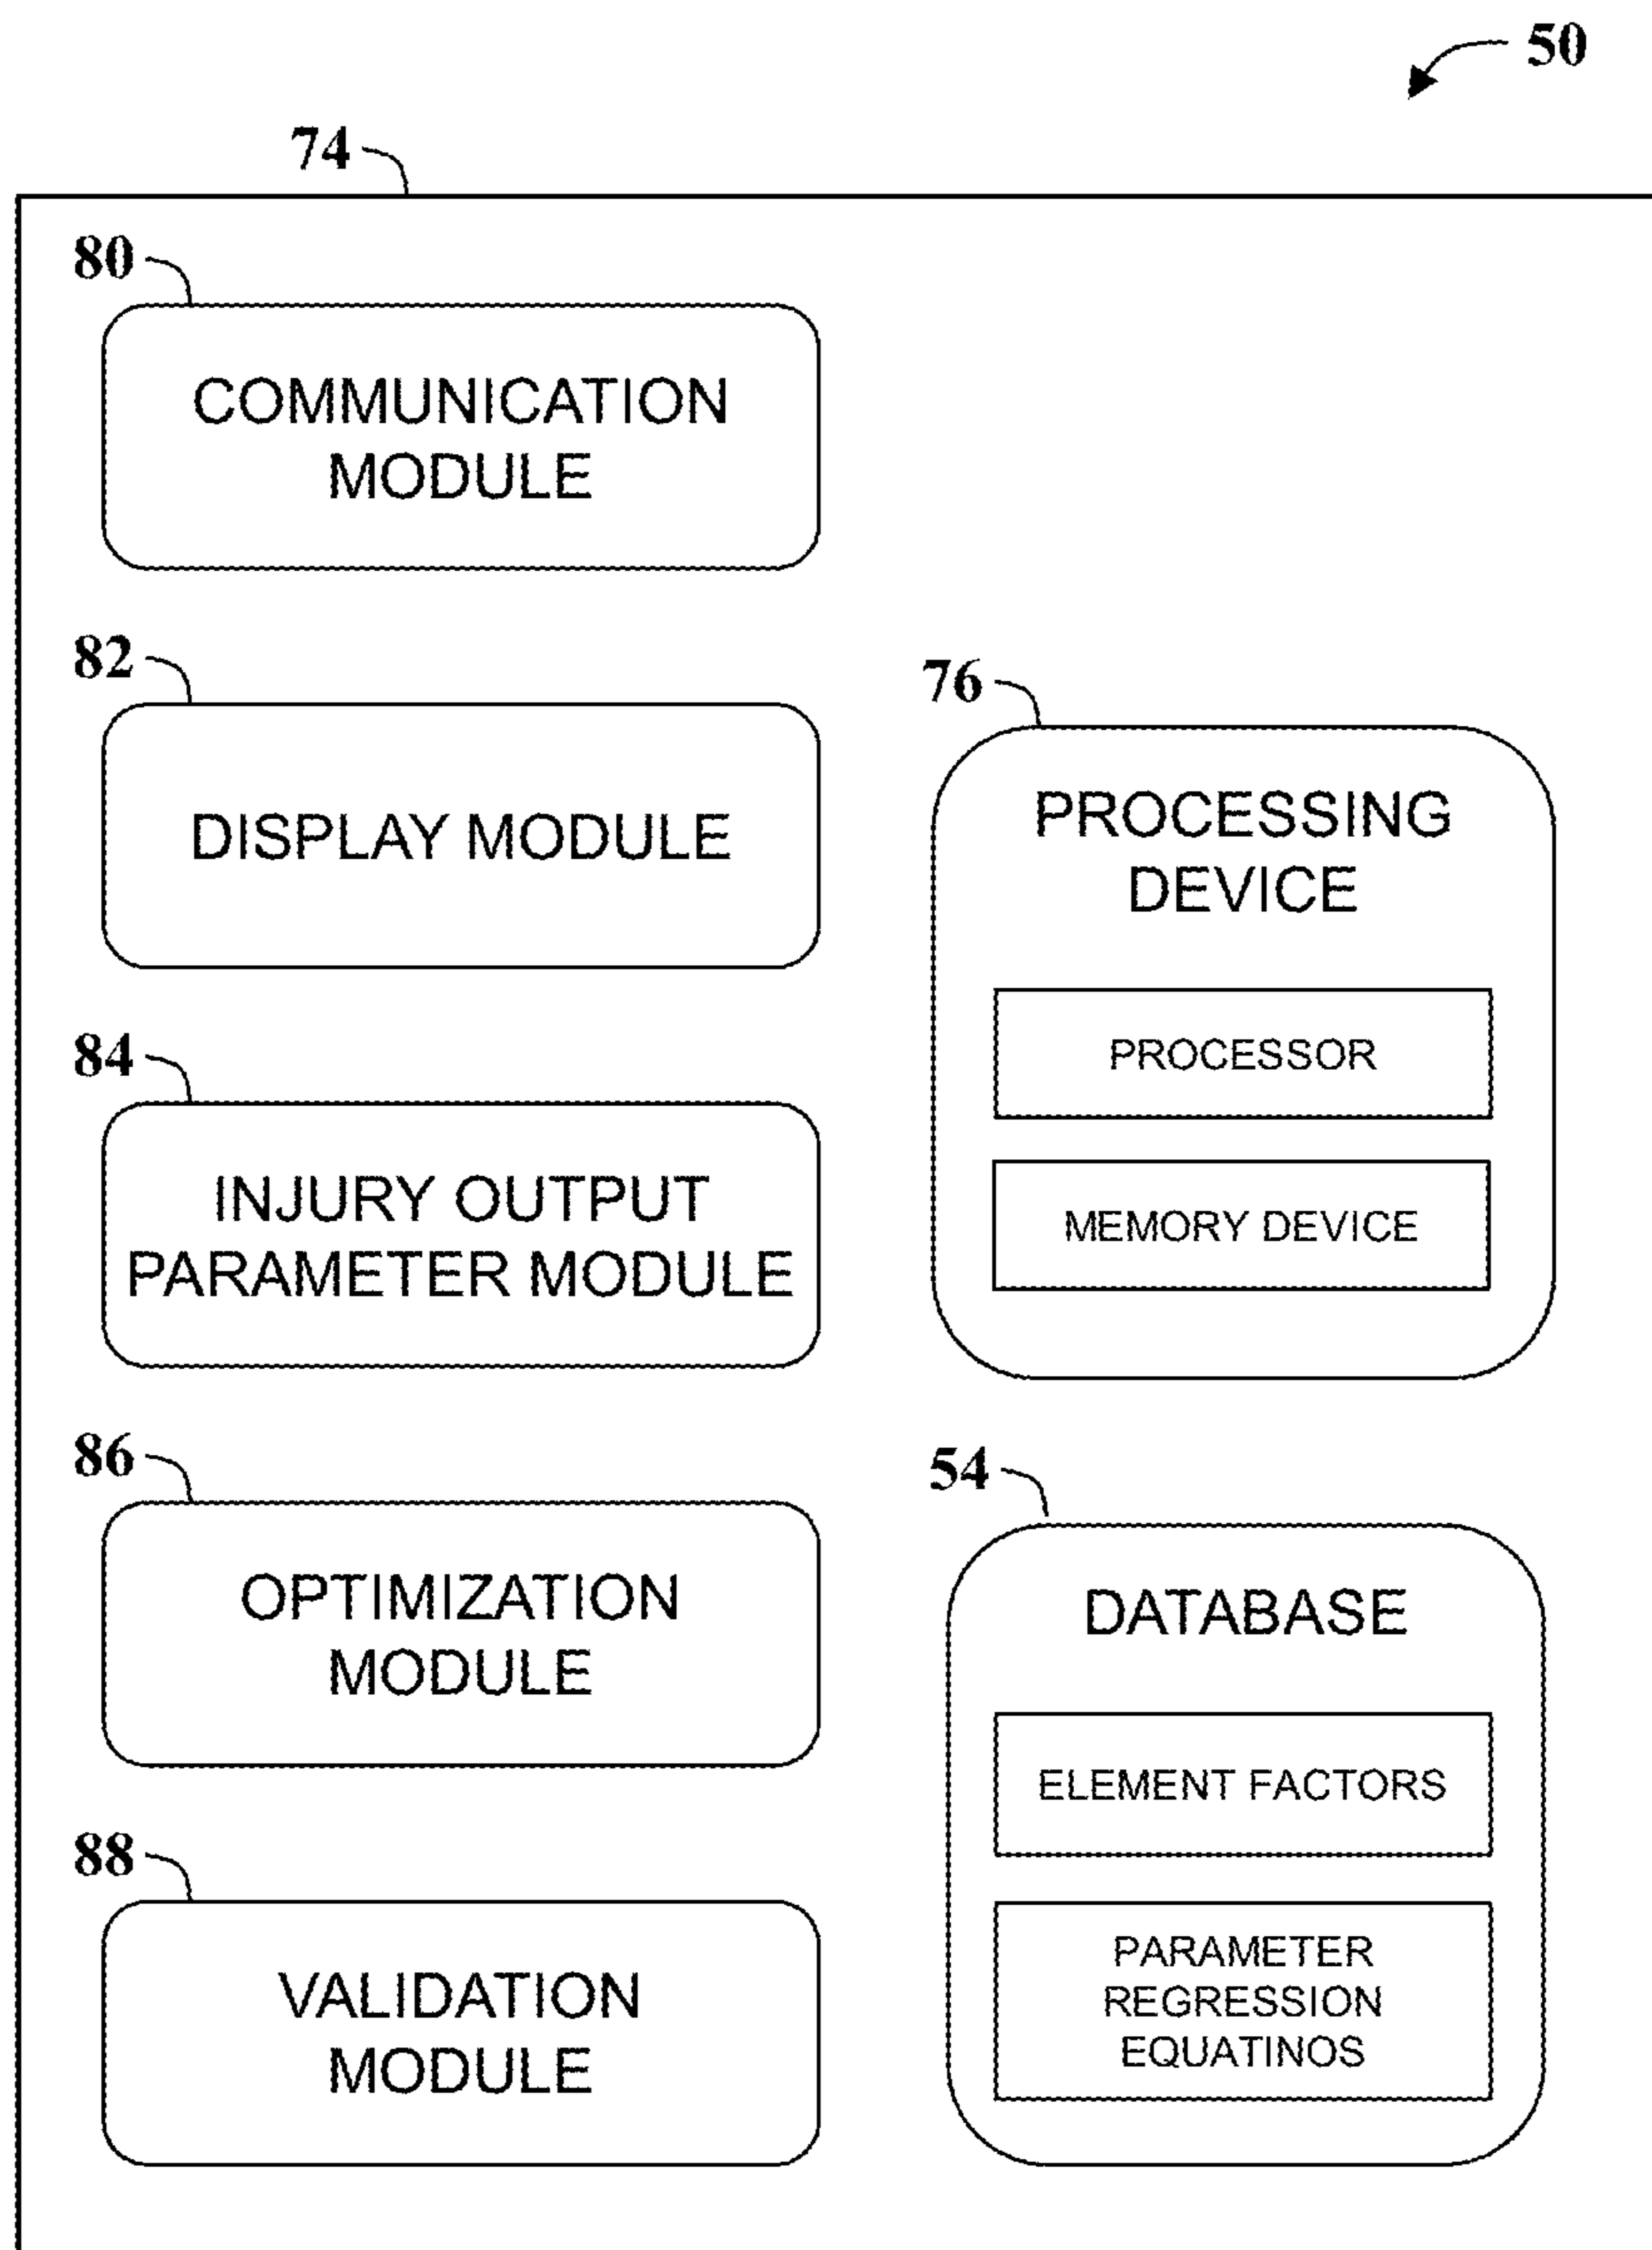 50
74
80
COMMUNICATION
MODULE
82
DISPLAY MODULE
84
INJURY OUTPUT
PARAMETER MODULE
86
OPTIMIZATION
MODULE
88
VALIDATION
MODULE
76
PROCESSING
DEVICE
PROCESSOR
MEMORY DEVICE
54
DATABASE
ELEMENT FACTORS
PARAMETER
REGRESSION
EQUATINOS